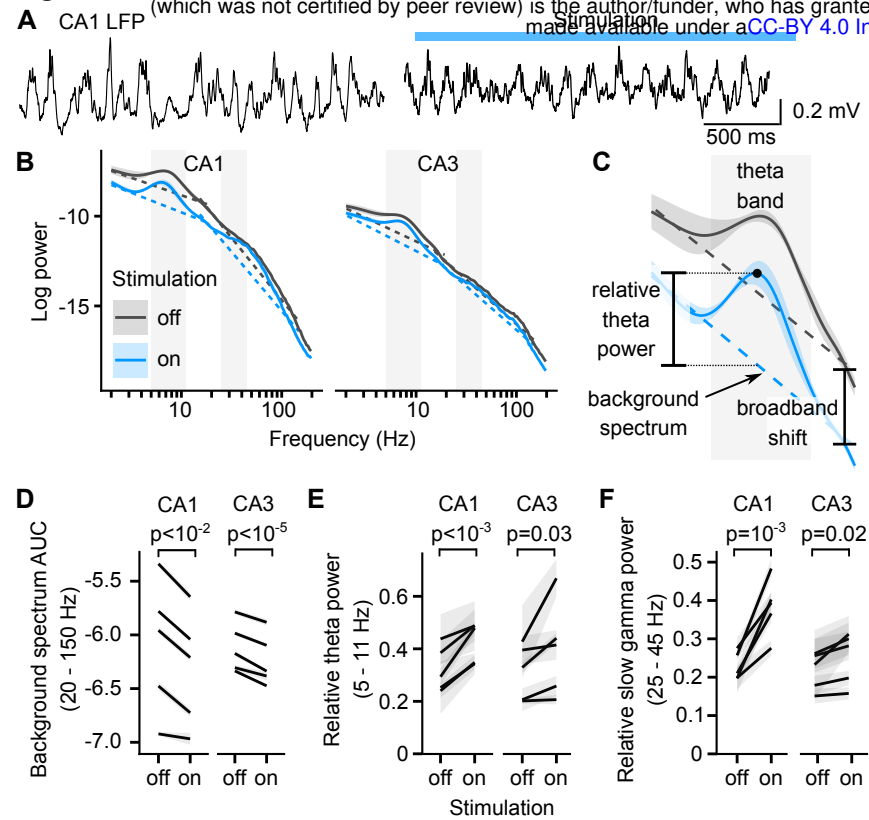 (which was not certified by peer review) is the author/funder, who has grante
made available under aCC-BY 4.0 In
A
CA1 LFP
Stimulation
0.2 mV
500 ms
B
CA1
CA3
Log power
-10
-15
Stimulation
off
on
10
100
10
100
Frequency (Hz)
C
theta
band
relative
theta
power
background
spectrum
broadband
shift
D
CA1
CA3
p<10-2
p<10-5
Background spectrum AUC
(20 - 150 Hz)
-5.5
-6.0
-6.5
-7.0
off
on
off
on
E
CA1
CA3
p<10-3
p=0.03
Relative theta power
(5 - 11 Hz)
0.6
0.4
0.2
0
off
on
off
on
Stimulation
F
CA1
CA3
p=10-3
p=0.02
Relative slow gamma power
(25 - 45 Hz)
0.5
0.4
0.3
0.2
0.1
0
off
on
off
on